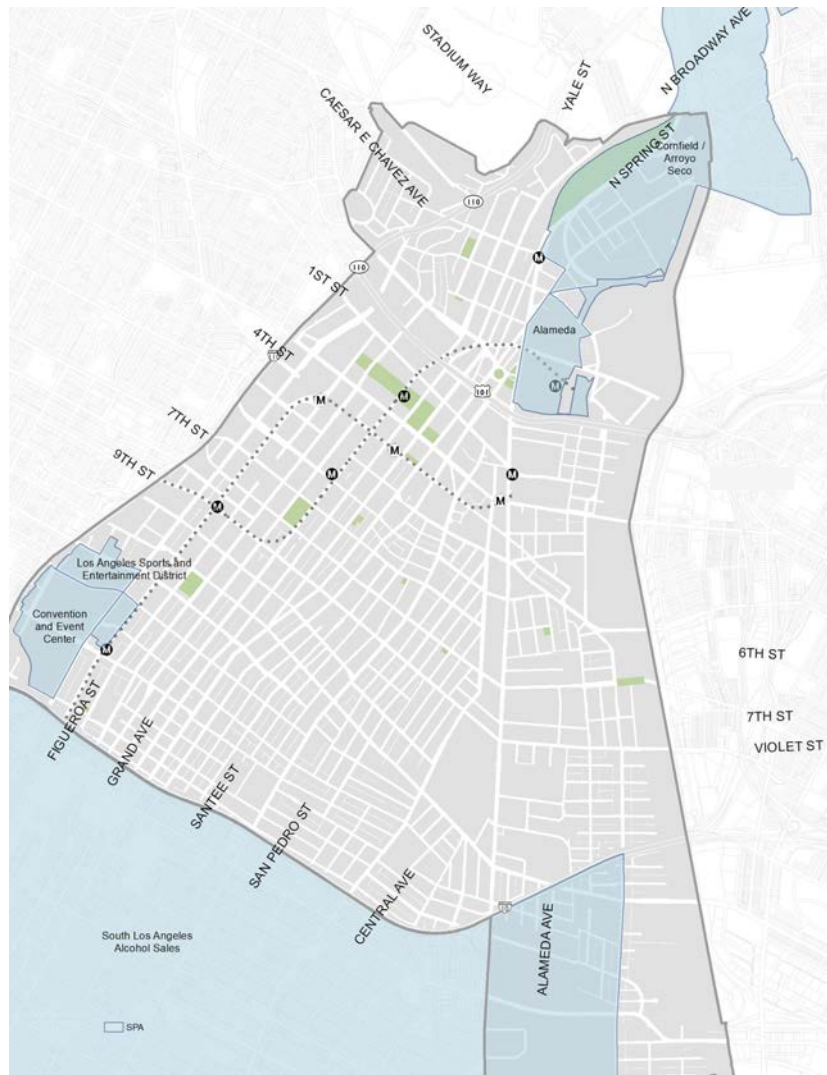 STADIUM WAY
YALE ST
N BROADWAY AVE
CAESAR E CHAVEZ AVE
N SPRING ST
Cornfield /
Arroyo
Seco
110
M
110
1ST ST
Alameda
4TH ST
M
101
M
M
7TH ST
M
9TH ST
M
M
M
M
Los Angeles Sports and
Entertainment District
Convention
and Event
Center
M
6TH ST
FIGUEROA ST
7TH ST
GRAND AVE
VIOLET ST
SANTEE ST
SAN PEDRO ST
CENTRAL AVE
10
ALAMEDA AVE
South Los Angeles
Alcohol Sales
SPA